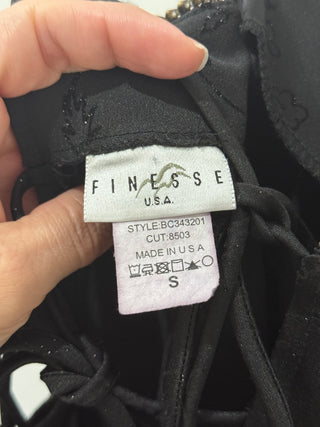 FINESSE
U.S.A.
STYLE:BC343201
CUT:8503
MADE IN U S A
S